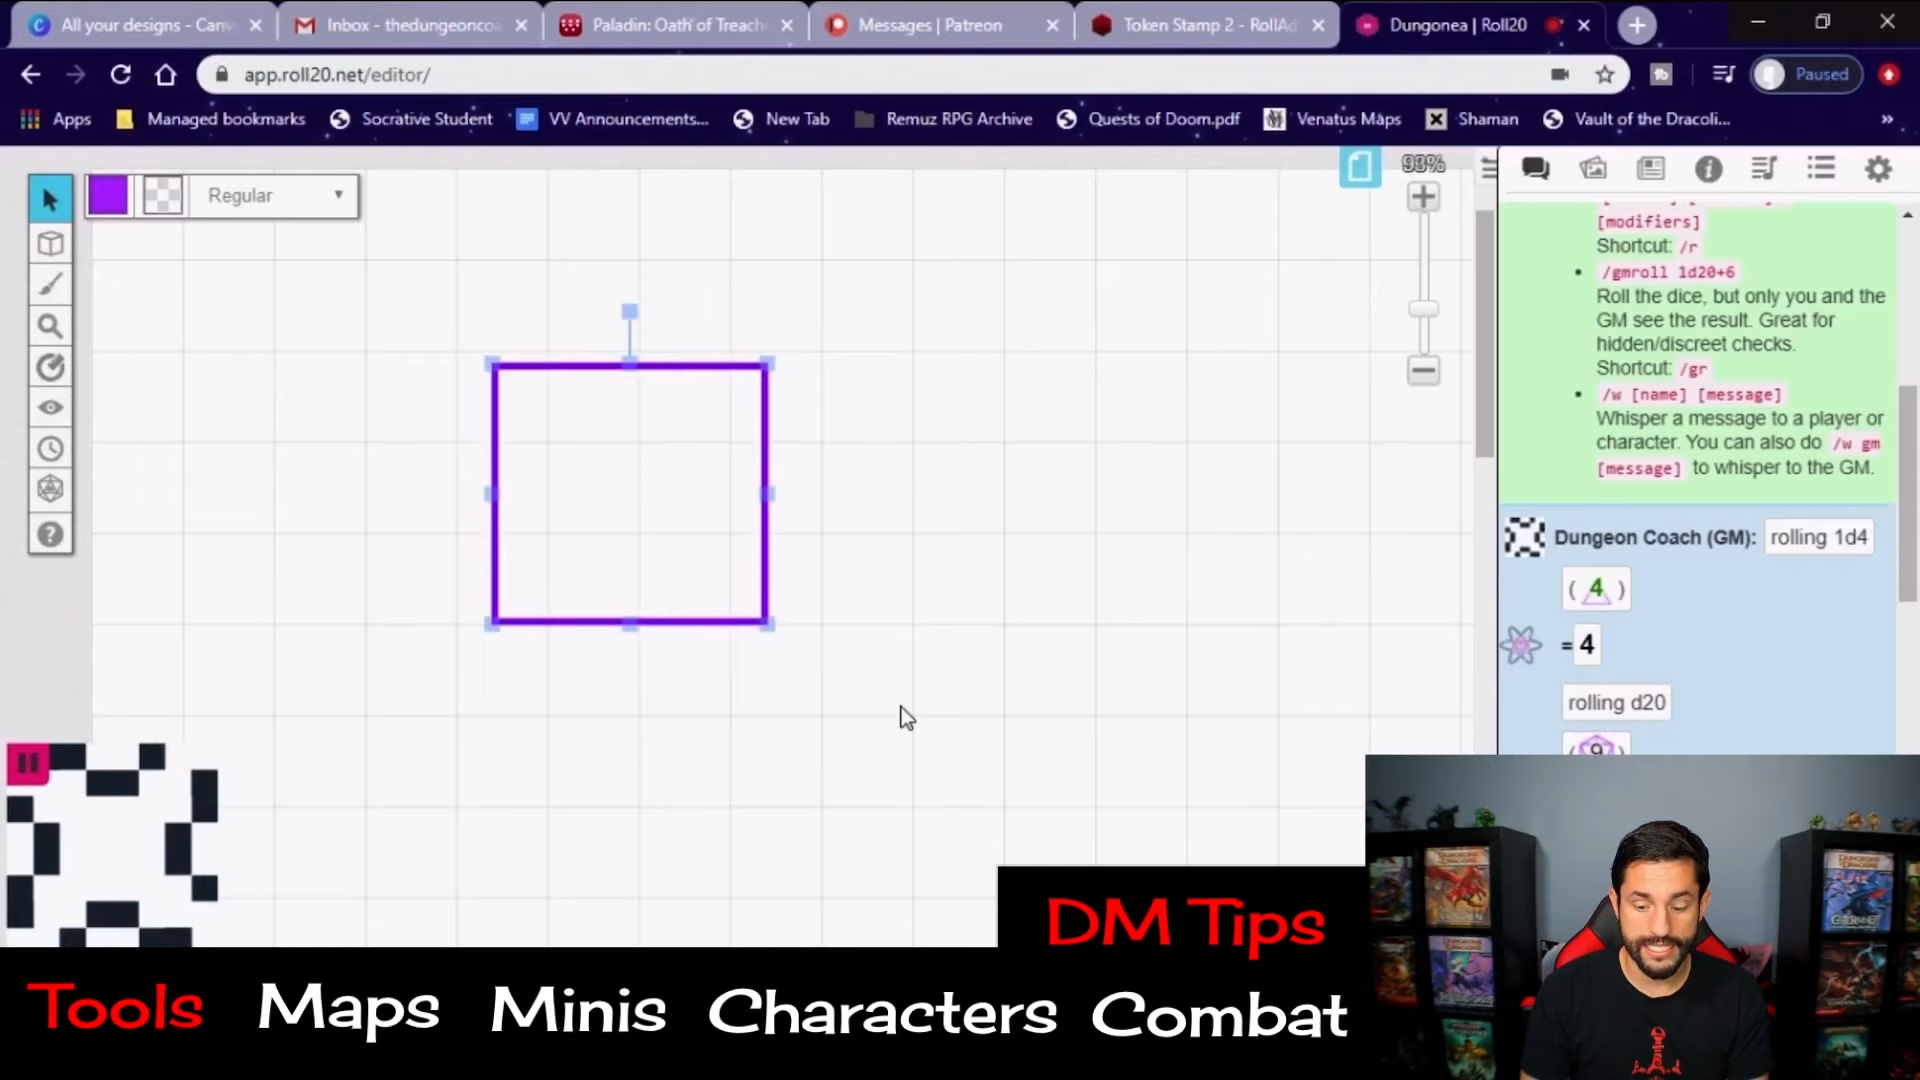 All your designs - Canv
Inbox - thedungeonco
Paladin: Oath of Treach
Messages | Patreon
Token Stamp 2 - RollAd
Dungonea | Roll20
app.roll20.net/editor/
Paused
Apps
Managed bookmarks
Socrative Student
VV Announcements...
New Tab
Remuz RPG Archive
Quests of Doom.pdf
Venatus Maps
Shaman
Vault of the Dracoli...
»
Regular
93%
[modifiers]
Shortcut: /r
• /gmroll 1d20+6
Roll the dice, but only you and the
GM see the result. Great for
hidden/discreet checks.
Shortcut: /gr
• /w [name] [message]
Whisper a message to a player or
character. You can also do /w gm
[message] to whisper to the GM.
Dungeon Coach (GM): rolling 1d4
( 4 )
= 4
rolling d20
(9)
DM Tips
Tools Maps Minis Characters Combat